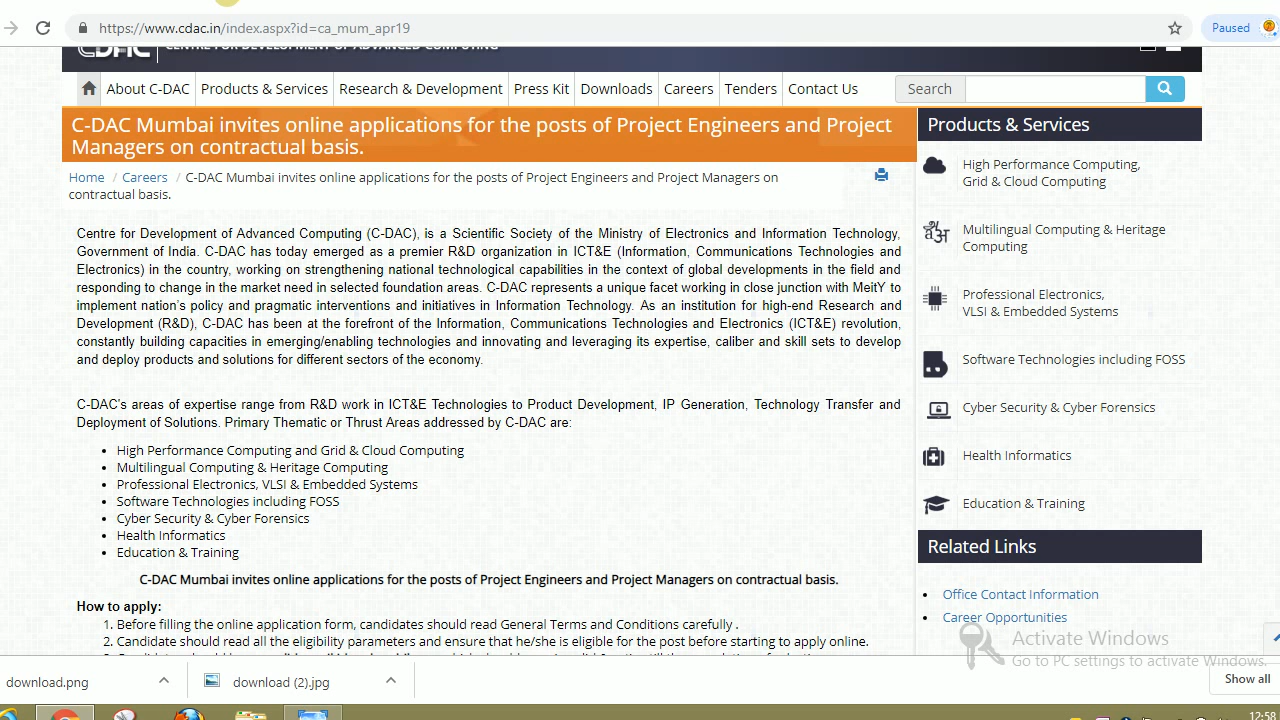 https://www.cdac.in/index.aspx?id=ca_mum_apr19
Paused
CENTRE FOR DEVELOPMENT OF ADVANCED COMPUTING
About C-DAC
Products & Services
Research & Development
Press Kit
Downloads
Careers
Tenders
Contact Us
Search
C-DAC Mumbai invites online applications for the posts of Project Engineers and Project
Managers on contractual basis.
Home / Careers / C-DAC Mumbai invites online applications for the posts of Project Engineers and Project Managers on
contractual basis.
Centre for Development of Advanced Computing (C-DAC), is a Scientific Society of the Ministry of Electronics and Information Technology,
Government of India. C-DAC has today emerged as a premier R&D organization in ICT&E (Information, Communications Technologies and
Electronics) in the country, working on strengthening national technological capabilities in the context of global developments in the field and
responding to change in the market need in selected foundation areas. C-DAC represents a unique facet working in close junction with MeitY to
implement nation's policy and pragmatic interventions and initiatives in Information Technology. As an institution for high-end Research and
Development (R&D), C-DAC has been at the forefront of the Information, Communications Technologies and Electronics (ICT&E) revolution,
constantly building capacities in emerging/enabling technologies and innovating and leveraging its expertise, caliber and skill sets to develop
and deploy products and solutions for different sectors of the economy.
C-DAC's areas of expertise range from R&D work in ICT&E Technologies to Product Development, IP Generation, Technology Transfer and
Deployment of Solutions. Primary Thematic or Thrust Areas addressed by C-DAC are:
• High Performance Computing and Grid & Cloud Computing
• Multilingual Computing & Heritage Computing
• Professional Electronics, VLSI & Embedded Systems
• Software Technologies including FOSS
• Cyber Security & Cyber Forensics
• Health Informatics
• Education & Training
C-DAC Mumbai invites online applications for the posts of Project Engineers and Project Managers on contractual basis.
How to apply:
1. Before filling the online application form, candidates should read General Terms and Conditions carefully .
2. Candidate should read all the eligibility parameters and ensure that he/she is eligible for the post before starting to apply online.
Products & Services
High Performance Computing,
Grid & Cloud Computing
Multilingual Computing & Heritage
Computing
Professional Electronics,
VLSI & Embedded Systems
Software Technologies including FOSS
Cyber Security & Cyber Forensics
Health Informatics
Education & Training
Related Links
• Office Contact Information
• Career Opportunities
Activate Windows
Go to PC settings to activate Windows.
download.png
download (2).jpg
Show all
12:58